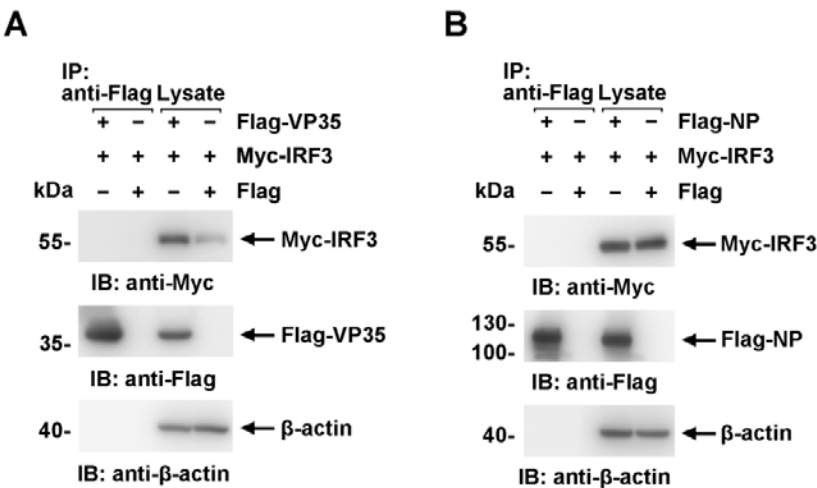 A
IP:
anti-Flag Lysate
+ − + − Flag-VP35
+ + + + Myc-IRF3
kDa − + − + Flag
55- Myc-IRF3
IB: anti-Myc
35- Flag-VP35
IB: anti-Flag
40- β-actin
IB: anti-β-actin
B
IP:
anti-Flag Lysate
+ − + − Flag-NP
+ + + + Myc-IRF3
kDa − + − + Flag
55- Myc-IRF3
IB: anti-Myc
130-
100- Flag-NP
IB: anti-Flag
40- β-actin
IB: anti-β-actin